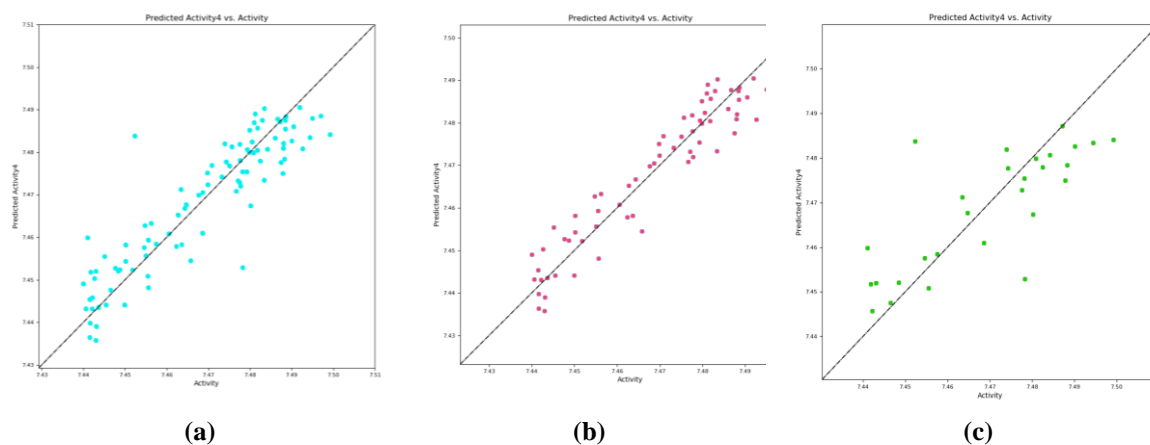 Predicted Activity4 vs. Activity
7.51
7.50
7.49
7.48
7.47
7.46
7.45
7.44
7.43
Predicted Activity4
7.43 7.44 7.45 7.46 7.47 7.48 7.49 7.50 7.51
Activity
(a)
Predicted Activity4 vs. Activity
7.50
7.49
7.48
7.47
7.46
7.45
7.44
7.43
Predicted Activity4
7.43 7.44 7.45 7.46 7.47 7.48 7.49
Activity
(b)
Predicted Activity4 vs. Activity
7.50
7.49
7.48
7.47
7.46
7.45
7.44
Predicted Activity4
7.44 7.45 7.46 7.47 7.48 7.49 7.50
Activity
(c)